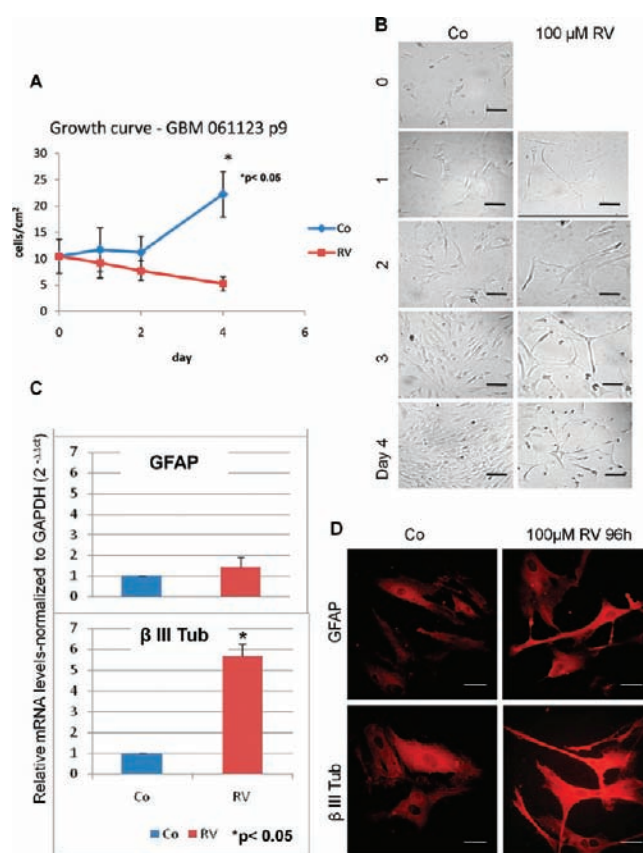 A
Growth curve - GBM 061123 p9
30
25
20
15
10
5
0
cells/cm²
0 2 4 6
day
*
*p< 0.05
Co
RV
B
Co 100 µM RV
0
1
2
3
Day 4
C
Relative mRNA levels-normalized to GAPDH (2
GFAP
7
6
5
4
3
2
1
0
β III Tub
7
6
5
4
3
2
1
0
*
Co RV
Co RV *p< 0.05
D
Co 100µM RV 96h
GFAP
β III Tub